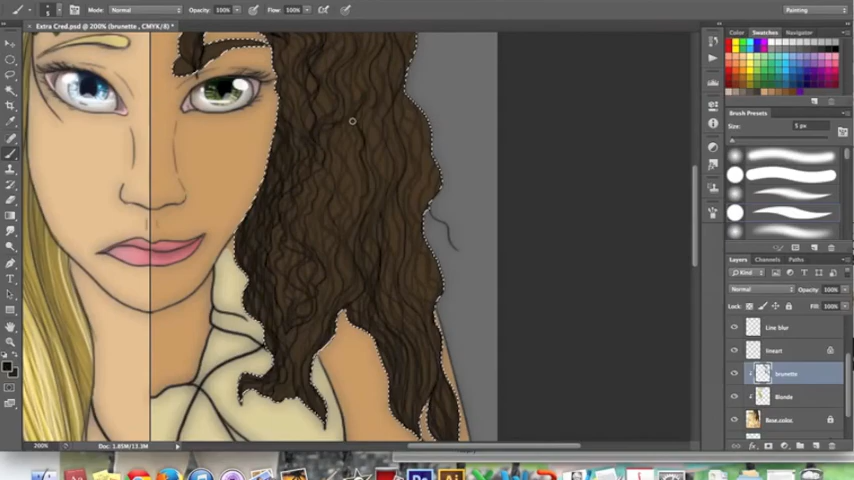 Mode: Normal Opacity: 100% Flow: 100% Painting
Extra Cred.psd @ 200% (brunette , CMYK/8) *
Color Swatches Navigator
Brush Presets
Size: 5 px
Layers Channels Paths
Kind
Normal Opacity: 100%
Lock: Fill: 100%
Line blur
lineart
brunette
Blonde
Base.color.
200% Doc: 1.85M/13.3M
Ps Ai